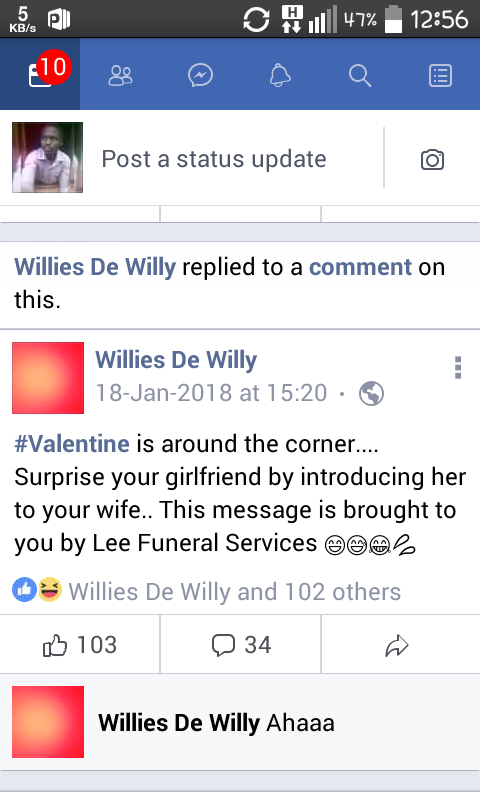 5
KB/s
H
47%
12:56
10
Post a status update
Willies De Willy replied to a comment on
this.
Willies De Willy
18-Jan-2018 at 15:20 ·
#Valentine is around the corner....
Surprise your girlfriend by introducing her
to your wife.. This message is brought to
you by Lee Funeral Services 😄😄😁💪
Willies De Willy and 102 others
103
34
Willies De Willy Ahaaa